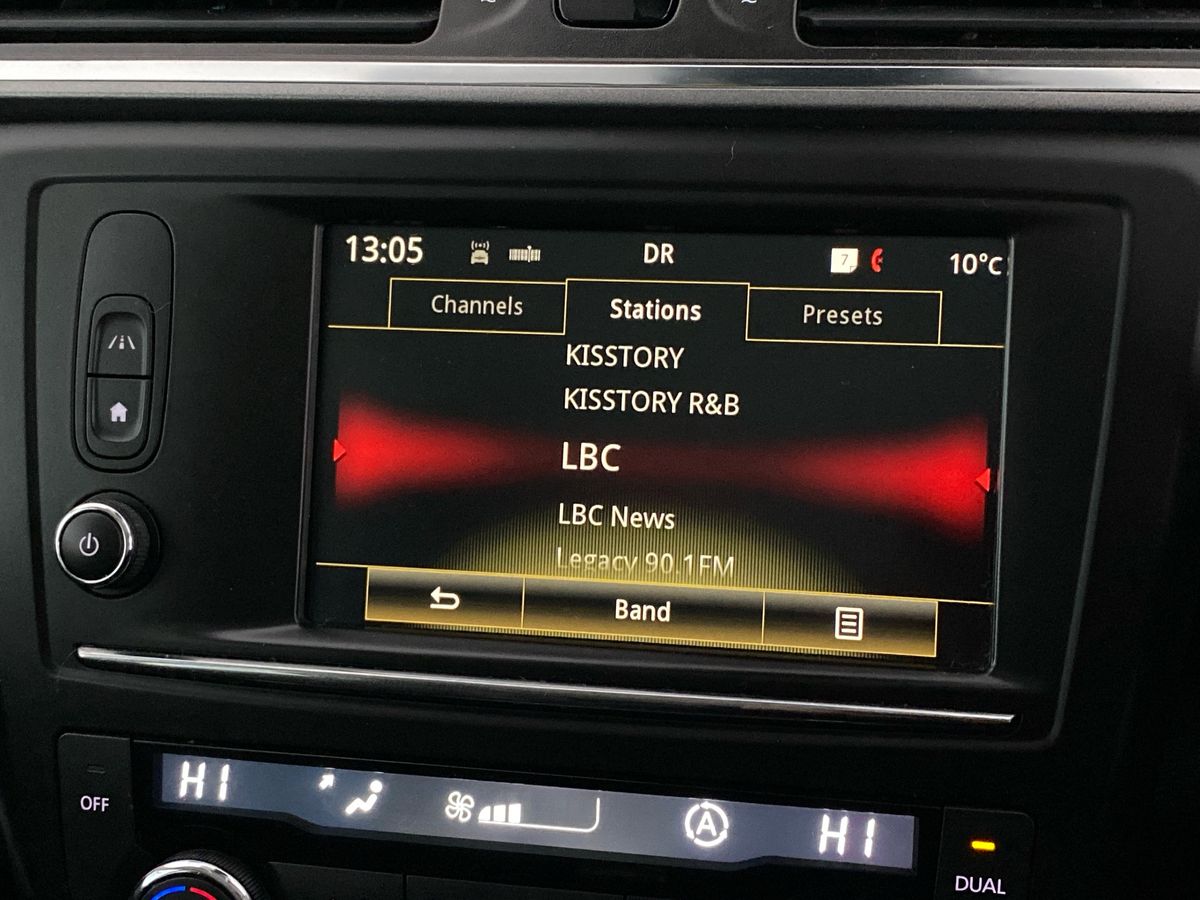 13:05 DR 7 10°C
Channels Stations Presets
KISSTORY
KISSTORY R&B
LBC
LBC News
Legacy 90.1FM
Band
HI A HI
OFF
DUAL